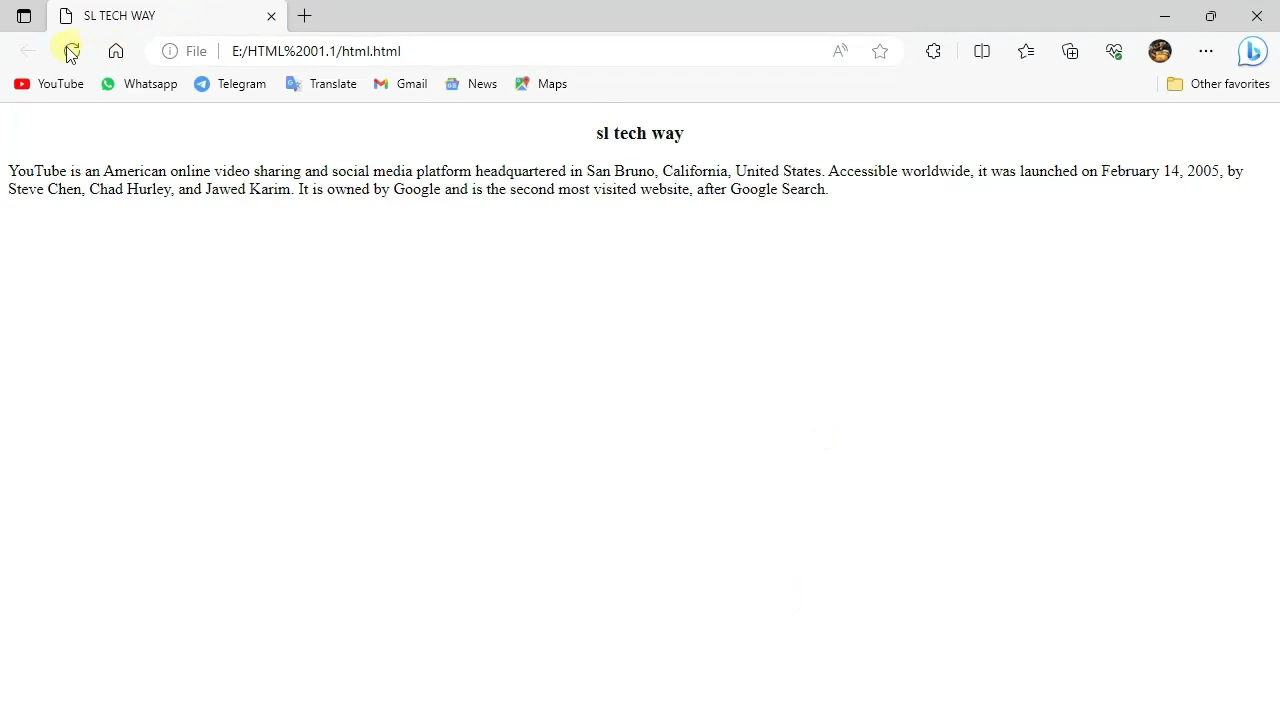 SL TECH WAY
File
E:/HTML%2001.1/html.html
YouTube
Whatsapp
Telegram
Translate
Gmail
News
Maps
Other favorites
sl tech way
YouTube is an American online video sharing and social media platform headquartered in San Bruno, California, United States. Accessible worldwide, it was launched on February 14, 2005, by
Steve Chen, Chad Hurley, and Jawed Karim. It is owned by Google and is the second most visited website, after Google Search.